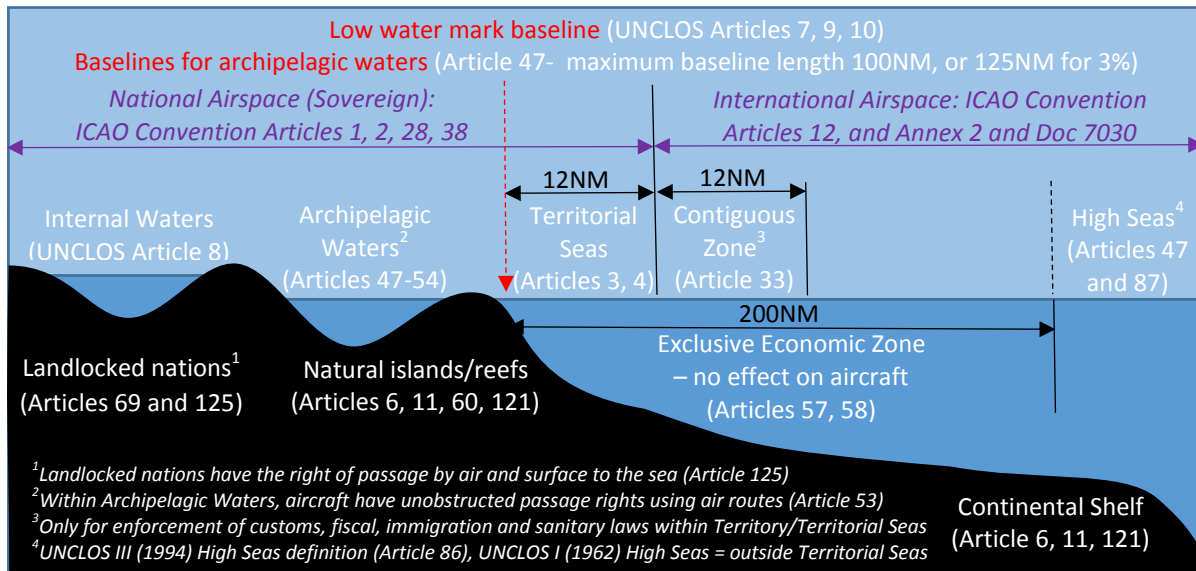 Low water mark baseline (UNCLOS Articles 7, 9, 10)
Baselines for archipelagic waters (Article 47- maximum baseline length 100NM, or 125NM for 3%)
National Airspace (Sovereign):
ICAO Convention Articles 1, 2, 28, 38
International Airspace: ICAO Convention
Articles 12, and Annex 2 and Doc 7030
12NM
12NM
Internal Waters
(UNCLOS Article 8)
Archipelagic
Waters²
(Articles 47-54)
Territorial
Seas
(Articles 3, 4)
Contiguous
Zone³
(Article 33)
High Seas⁴
(Articles 47
and 87)
200NM
Exclusive Economic Zone
– no effect on aircraft
(Articles 57, 58)
Landlocked nations¹
(Articles 69 and 125)
Natural islands/reefs
(Articles 6, 11, 60, 121)
¹Landlocked nations have the right of passage by air and surface to the sea (Article 125)
²Within Archipelagic Waters, aircraft have unobstructed passage rights using air routes (Article 53)
³Only for enforcement of customs, fiscal, immigration and sanitary laws within Territory/Territorial Seas
⁴UNCLOS III (1994) High Seas definition (Article 86), UNCLOS I (1962) High Seas = outside Territorial Seas
Continental Shelf
(Article 6, 11, 121)